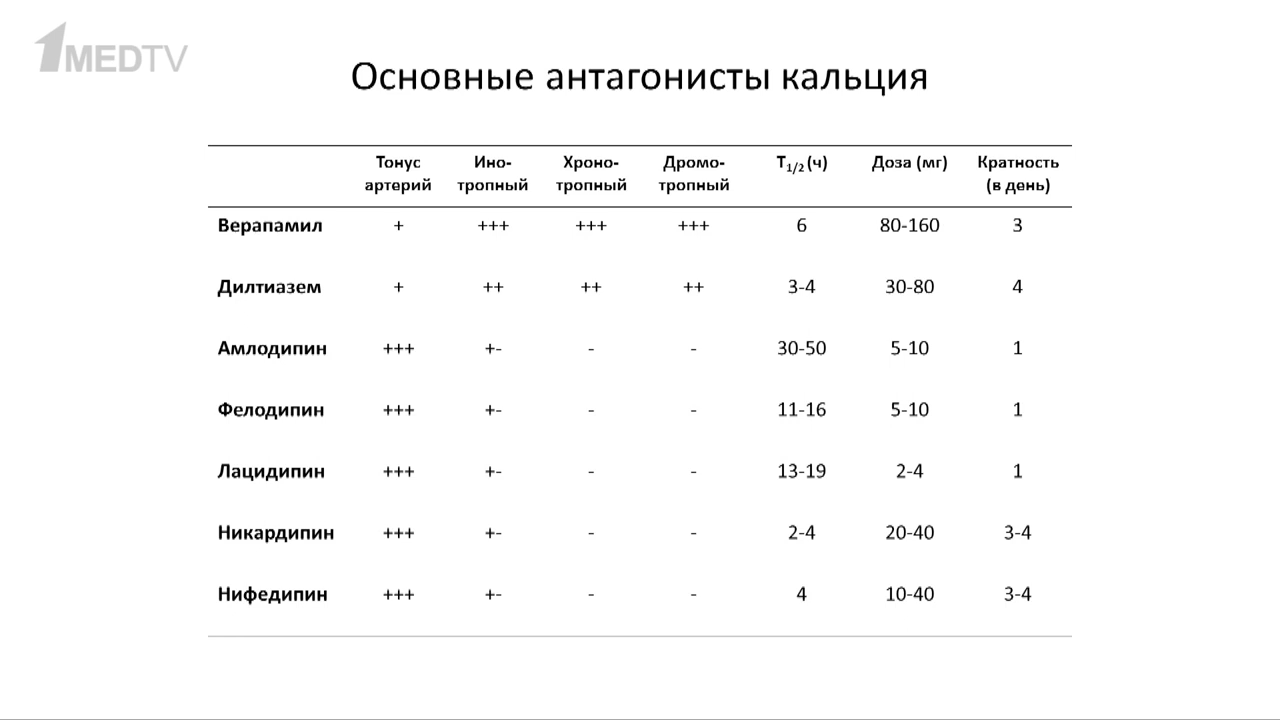 1MEDTV
Основные антагонисты кальция
Тонус артерий Ино-тропный Хроно-тропный Дромо-тропный T1/2 (ч) Доза (мг) Кратность (в день)
Верапамил + +++ +++ +++ 6 80-160 3
Дилтиазем + ++ ++ ++ 3-4 30-80 4
Амлодипин +++ +- - - 30-50 5-10 1
Фелодипин +++ +- - - 11-16 5-10 1
Лацидипин +++ +- - - 13-19 2-4 1
Никардипин +++ +- - - 2-4 20-40 3-4
Нифедипин +++ +- - - 4 10-40 3-4